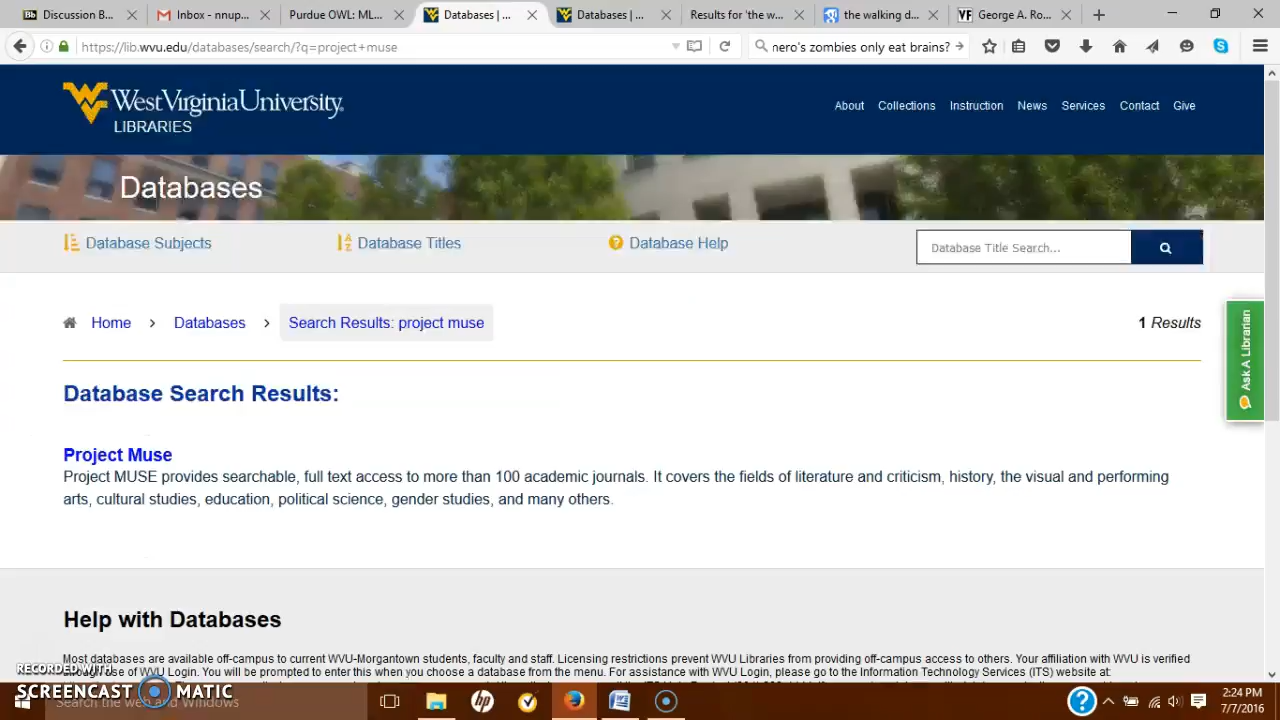 Discussion B...
Inbox - nnup...
Purdue OWL: ML...
Databases | ...
Databases | ...
Results for 'the w...
the walking d...
George A. Ro...
https://lib.wvu.edu/databases/search/?q=project+muse
nero's zombies only eat brains?
WestVirginiaUniversity
LIBRARIES
About Collections Instruction News Services Contact Give
Databases
Database Subjects
Database Titles
Database Help
Database Title Search...
Home > Databases > Search Results: project muse
1 Results
Ask A Librarian
Database Search Results:
Project Muse
Project MUSE provides searchable, full text access to more than 100 academic journals. It covers the fields of literature and criticism, history, the visual and performing
arts, cultural studies, education, political science, gender studies, and many others.
Help with Databases
Most databases are available off-campus to current WVU-Morgantown students, faculty and staff. Licensing restrictions prevent WVU Libraries from providing off-campus access to others. Your affiliation with WVU is verified
through use of WVU Login. You will be prompted to enter this when you choose a database from the menu. For assistance with WVU Login, please go to the Information Technology Services (ITS) website at:
RECORDED WITH
SCREENCAST MATIC
Search the web and Windows
2:24 PM
7/7/2016